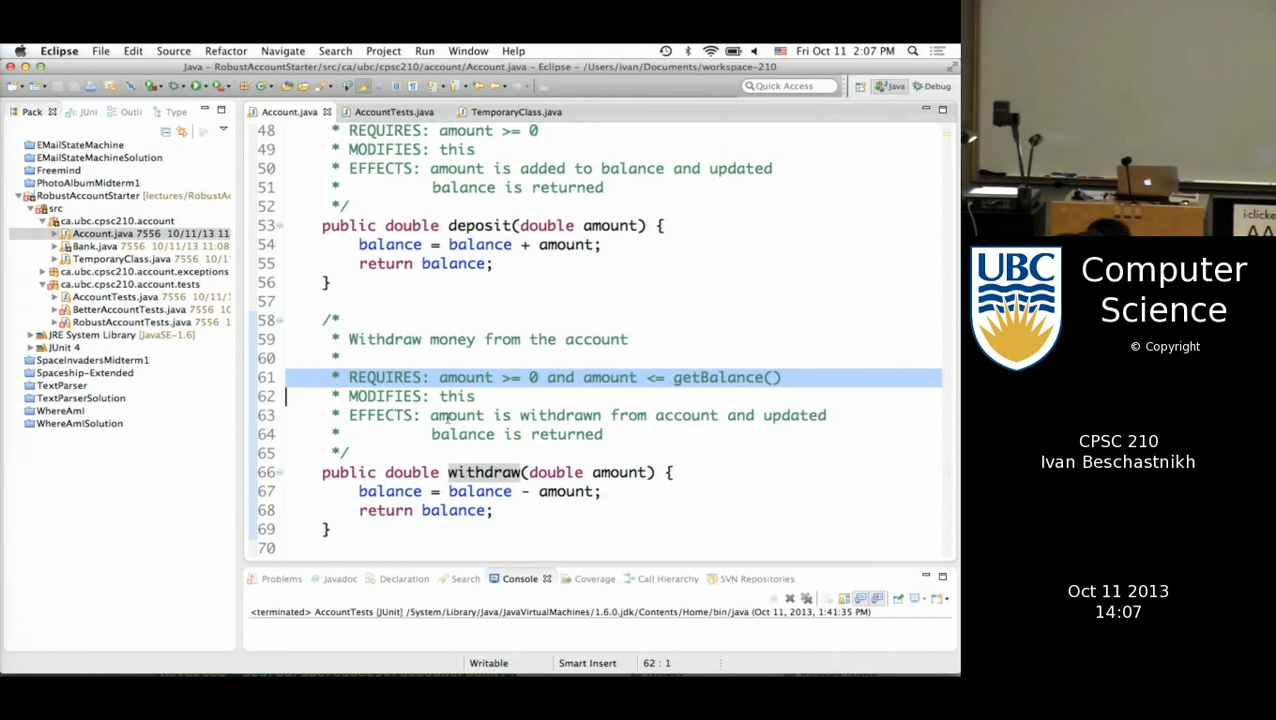 Eclipse File Edit Source Refactor Navigate Search Project Run Window Help Fri Oct 11 2:07 PM
Java - RobustAccountStarter/src/ca/ubc/cpsc210/account/Account.java - Eclipse - /Users/ivan/Documents/workspace-210
Quick Access Java Debug
Pack JUni Outli Type
Account.java AccountTests.java TemporaryClass.java
EMailStateMachine
EMailStateMachineSolution
Freemind
PhotoAlbumMidterm1
RobustAccountStarter [lectures/RobustAc
src
ca.ubc.cpsc210.account
Account.java 7556 10/11/13 11
Bank.java 7556 10/11/13 11:08
TemporaryClass.java 7556 10/1
ca.ubc.cpsc210.account.exceptions
ca.ubc.cpsc210.account.tests
AccountTests.java 7556 10/11/
BetterAccountTests.java 7556 1
RobustAccountTests.java 7556 1
JRE System Library [JavaSE-1.6]
JUnit 4
SpaceInvadersMidterm1
Spaceship-Extended
TextParser
TextParserSolution
WhereAmI
WhereAmISolution
48 * REQUIRES: amount >= 0
49 * MODIFIES: this
50 * EFFECTS: amount is added to balance and updated
51 * balance is returned
52 */
53 public double deposit(double amount) {
54 balance = balance + amount;
55 return balance;
56 }
57
58 /*
59 * Withdraw money from the account
60 *
61 * REQUIRES: amount >= 0 and amount <= getBalance()
62 * MODIFIES: this
63 * EFFECTS: amount is withdrawn from account and updated
64 * balance is returned
65 */
66 public double withdraw(double amount) {
67 balance = balance - amount;
68 return balance;
69 }
70
Problems Javadoc Declaration Search Console Coverage Call Hierarchy SVN Repositories
<terminated> AccountTests [JUnit] /System/Library/Java/JavaVirtualMachines/1.6.0.jdk/Contents/Home/bin/java (Oct 11, 2013, 1:41:35 PM)
Writable Smart Insert 62 : 1
i-clicker
AA
UBC
Computer
Science
© Copyright
CPSC 210
Ivan Beschastnikh
Oct 11 2013
14:07